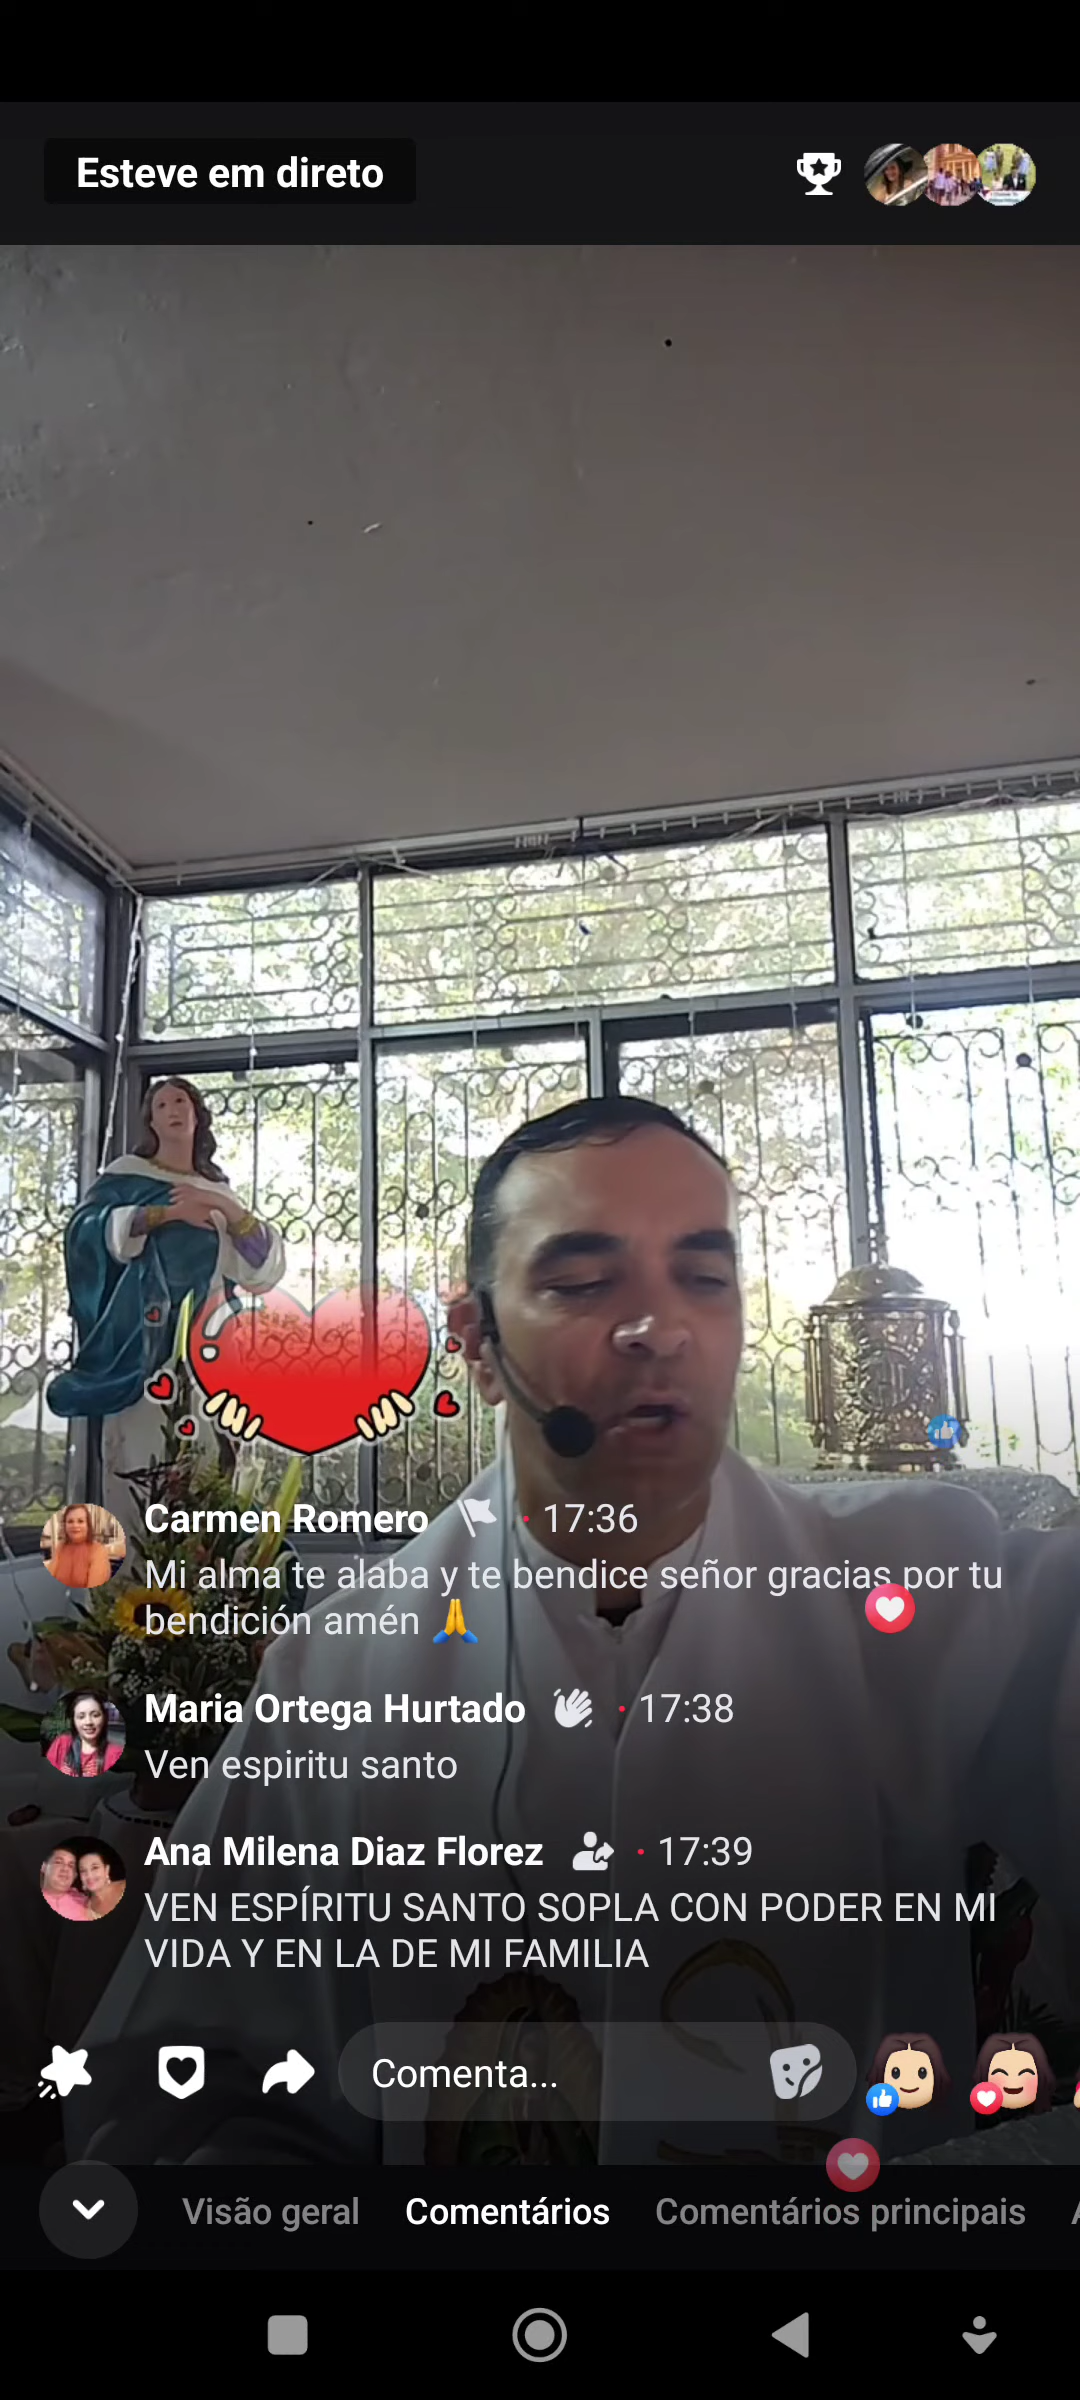 Esteve em direto
Carmen Romero · 17:36
Mi alma te alaba y te bendice señor gracias por tu
bendición amén 🙏
Maria Ortega Hurtado · 17:38
Ven espiritu santo
Ana Milena Diaz Florez · 17:39
VEN ESPÍRITU SANTO SOPLA CON PODER EN MI
VIDA Y EN LA DE MI FAMILIA
Comenta...
Visão geral Comentários Comentários principais